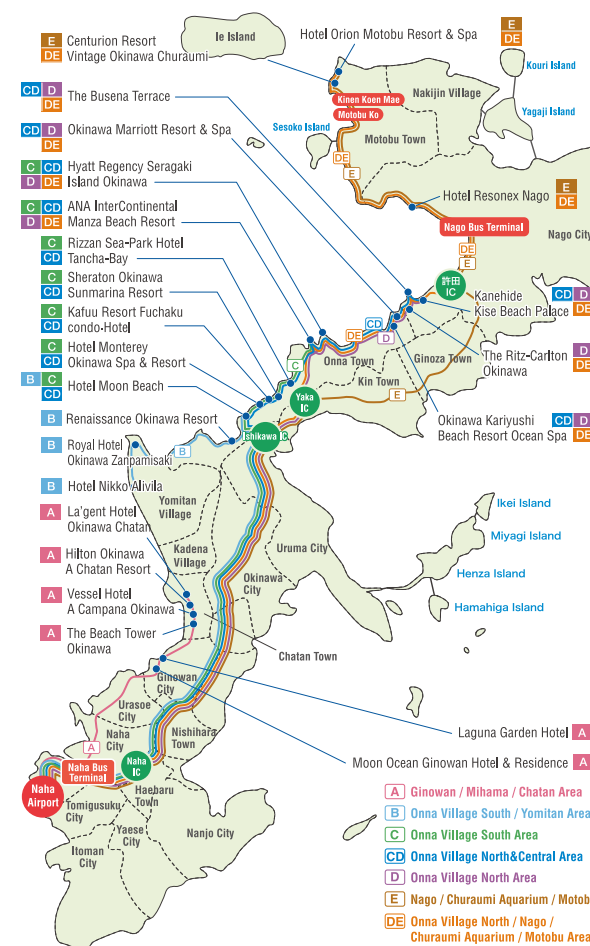 E
Centurion Resort
DE
Vintage Okinawa Churaumi
Ie Island
Hotel Orion Motobu Resort & Spa
E
DE
Kouri Island
Nakijin Village
Yagaji Island
Kinen Koen Mae
Motobu Ko
Sesoko Island
Motobu Town
CD D
DE
The Busena Terrace
CD D
DE
Okinawa Marriott Resort & Spa
C CD
D DE
Hyatt Regency Seragaki
Island Okinawa
DE
E
Hotel Resonex Nago
E
DE
C CD
D DE
ANA InterContinental
Manza Beach Resort
Nago Bus Terminal
Nago City
DE
E
C
CD
Rizzan Sea-Park Hotel
Tancha-Bay
C
CD
Sheraton Okinawa
Sunmarina Resort
許田
IC
Kanehide
Kise Beach Palace
CD D
DE
C
CD
Kafuu Resort Fuchaku
condo-Hotel
CD
DE
D
Onna Town
Ginoza Town
C
CD
Hotel Monterey
Okinawa Spa & Resort
C
Kin Town
The Ritz-Carlton
Okinawa
D
DE
B C
CD
Hotel Moon Beach
Yaka
IC
E
B
Renaissance Okinawa Resort
Okinawa Kariyushi
Beach Resort Ocean Spa
CD D
DE
Ishikawa IC
B
Royal Hotel
Okinawa Zanpamisaki
B
B
Hotel Nikko Alivila
Yomitan
Village
Ikei Island
A
La'gent Hotel
Okinawa Chatan
Miyagi Island
Kadena
Village
Uruma City
A
Hilton Okinawa
A Chatan Resort
Henza Island
Okinawa
City
A
Vessel Hotel
A Campana Okinawa
Hamahiga Island
A
The Beach Tower
Okinawa
Chatan Town
Ginowan
City
Urasoe
City
Laguna Garden Hotel
A
Naha
City
Nishihara
Town
A
Moon Ocean Ginowan Hotel & Residence
A
Naha Bus
Terminal
Naha
IC
Naha
Airport
Haebaru
Town
Tomigusuku
City
Yaese
City
Nanjo City
Itoman
City
A Ginowan / Mihama / Chatan Area
B Onna Village South / Yomitan Area
C Onna Village South Area
CD Onna Village North&Central Area
D Onna Village North Area
E Nago / Churaumi Aquarium / Motob
DE Onna Village North / Nago /
Churaumi Aquarium / Motobu Area